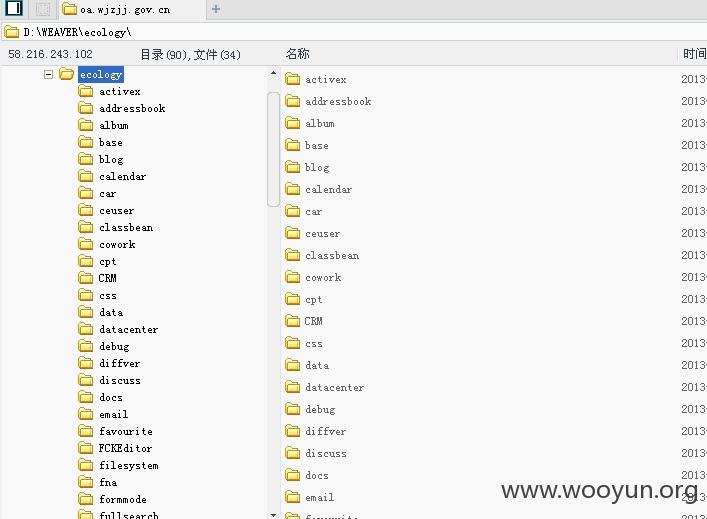 oa.wjzjj.gov.cn
D:\WEAVER\ecology\
58.216.243.102 目录(90),文件(34) 名称 时间
ecology
activex
addressbook
album
base
blog
calendar
car
ceuser
classbean
cowork
cpt
CRM
css
data
datacenter
debug
diffver
discuss
docs
email
favourite
FCKEditor
filesystem
fna
formmode
fullsearch
activex 2013
addressbook 2013
album 2013
base 2013
blog 2013
calendar 2013
car 2013
ceuser 2013
classbean 2013
cowork 2013
cpt 2013
CRM 2013
css 2013
data 2013
datacenter 2013
debug 2013
diffver 2013
discuss 2013
docs 2013
email 2013
favourite
www.wooyun.org